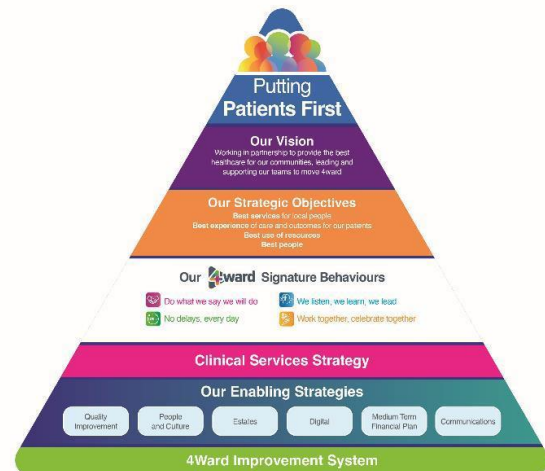 Putting
Patients First
Our Vision
Working in partnership to provide the best
healthcare for our communities, leading and
supporting our teams to move 4ward
Our Strategic Objectives
Best services for local people
Best experience of care and outcomes for our patients
Best use of resources
Best people
Our 4ward Signature Behaviours
Do what we say we will do
We listen, we learn, we lead
No delays, every day
Work together, celebrate together
Clinical Services Strategy
Our Enabling Strategies
Quality
Improvement
People
and Culture
Estates
Digital
Medium Term
Financial Plan
Communications
4Ward Improvement System